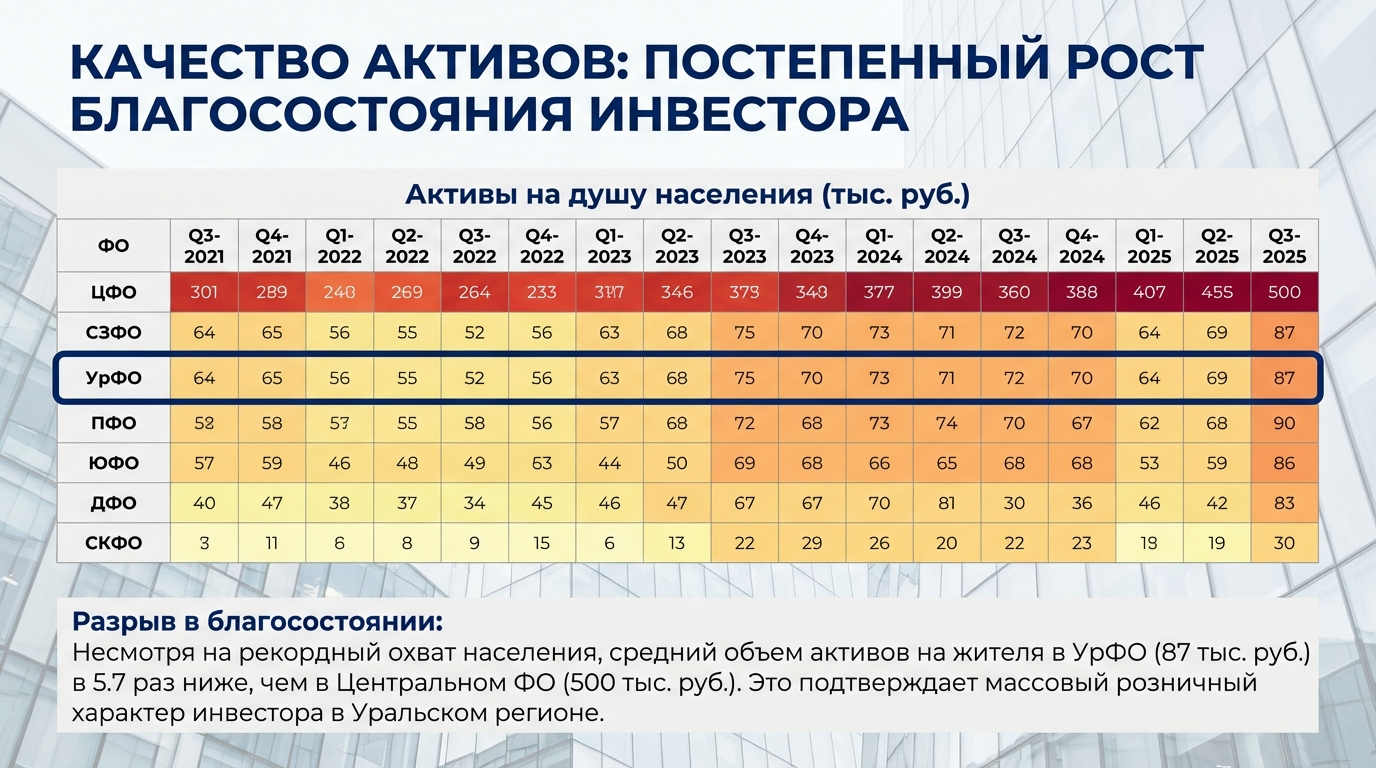 КАЧЕСТВО АКТИВОВ: ПОСТЕПЕННЫЙ РОСТ
БЛАГОСОСТОЯНИЯ ИНВЕСТОРА
Активы на душу населения (тыс. руб.)
ФО Q3-2021 Q4-2021 Q1-2022 Q2-2022 Q3-2022 Q4-2022 Q1-2023 Q2-2023 Q3-2023 Q4-2023 Q1-2024 Q2-2024 Q3-2024 Q4-2024 Q1-2025 Q2-2025 Q3-2025
ЦФО 301 269 264 233 346 377 399 360 388 407 455 500
СЗФО 64 65 56 55 52 56 63 68 75 70 73 71 72 70 64 69 87
УрФО 64 65 56 55 52 56 63 68 75 70 73 71 72 70 64 69 87
ПФО 58 55 58 56 57 68 72 68 73 74 70 67 62 68 90
ЮФО 57 59 46 48 49 63 44 50 69 68 66 65 68 68 53 59 86
ДФО 40 47 38 37 34 45 46 47 67 67 70 81 30 36 46 42 83
СКФО 3 11 8 9 15 6 13 22 29 26 20 22 23 19 30
Разрыв в благосостоянии:
Несмотря на рекордный охват населения, средний объем активов на жителя в УрФО (87 тыс. руб.)
в 5.7 раз ниже, чем в Центральном ФО (500 тыс. руб.). Это подтверждает массовый розничный
характер инвестора в Уральском регионе.